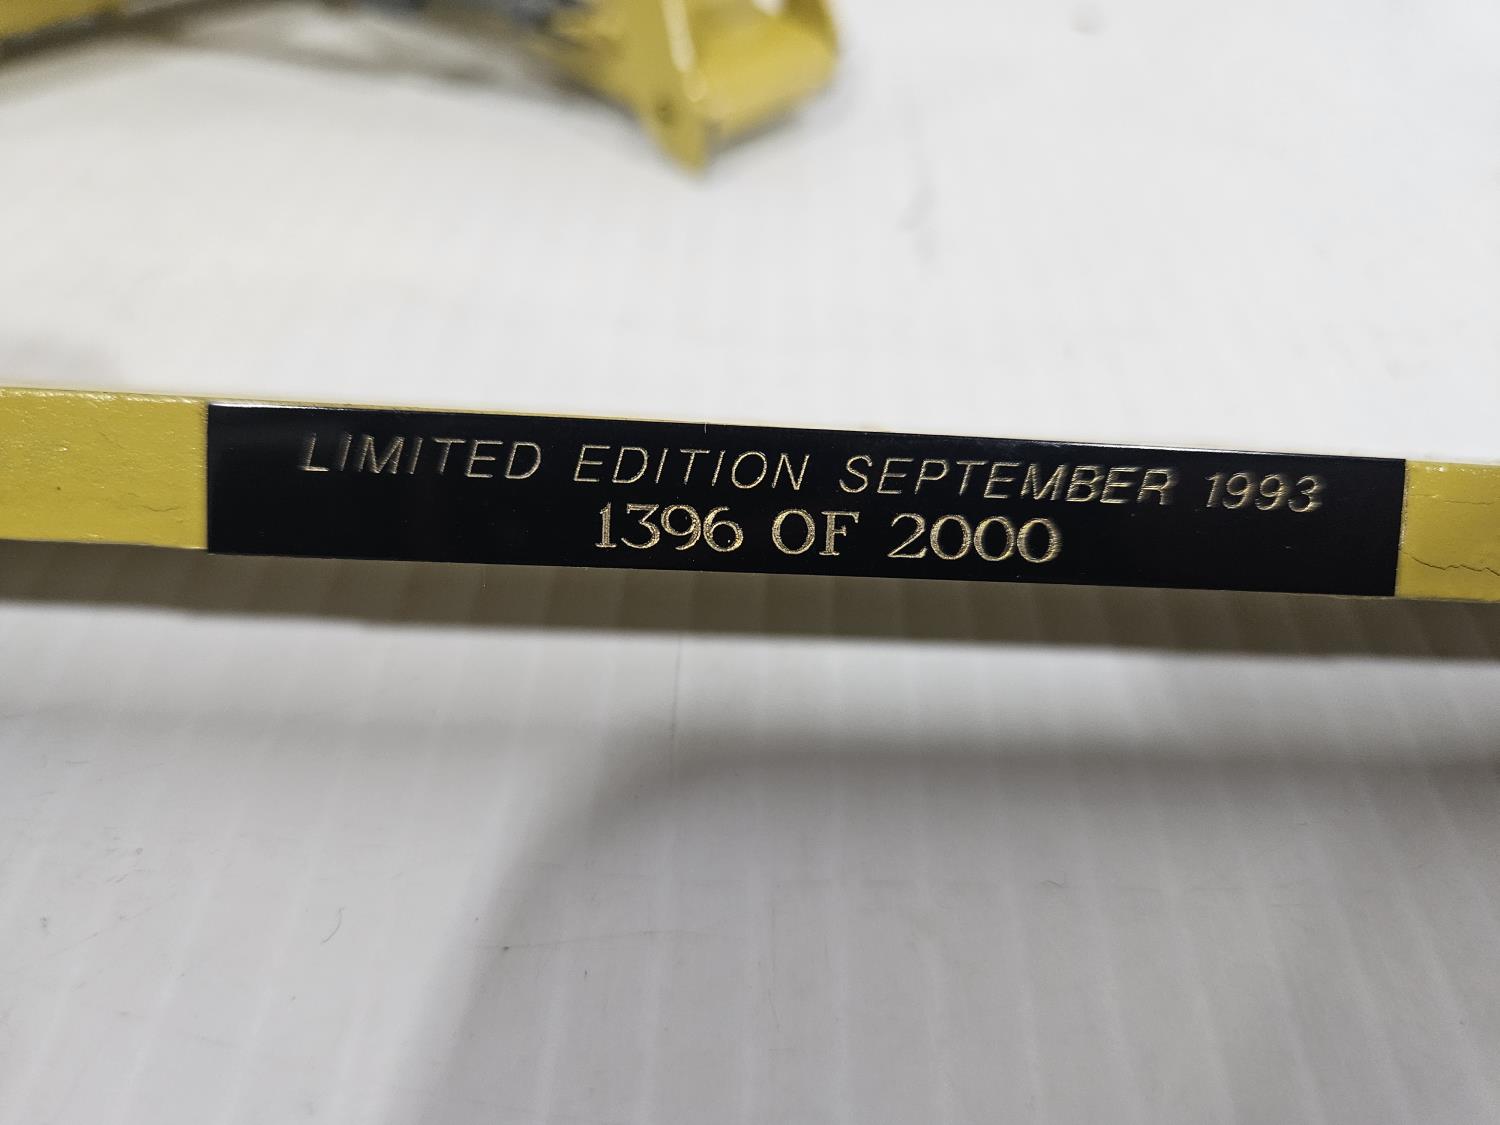 LIMITED EDITION SEPTEMBER 1993
1396 OF 2000